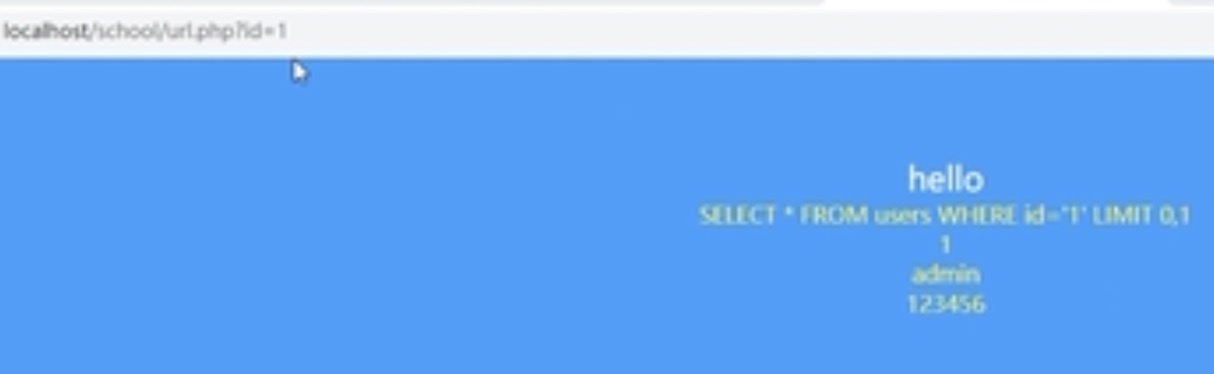 localhost/school/url.php?id=1
hello
SELECT * FROM users WHERE id='1' LIMIT 0,1
1
admin
123456